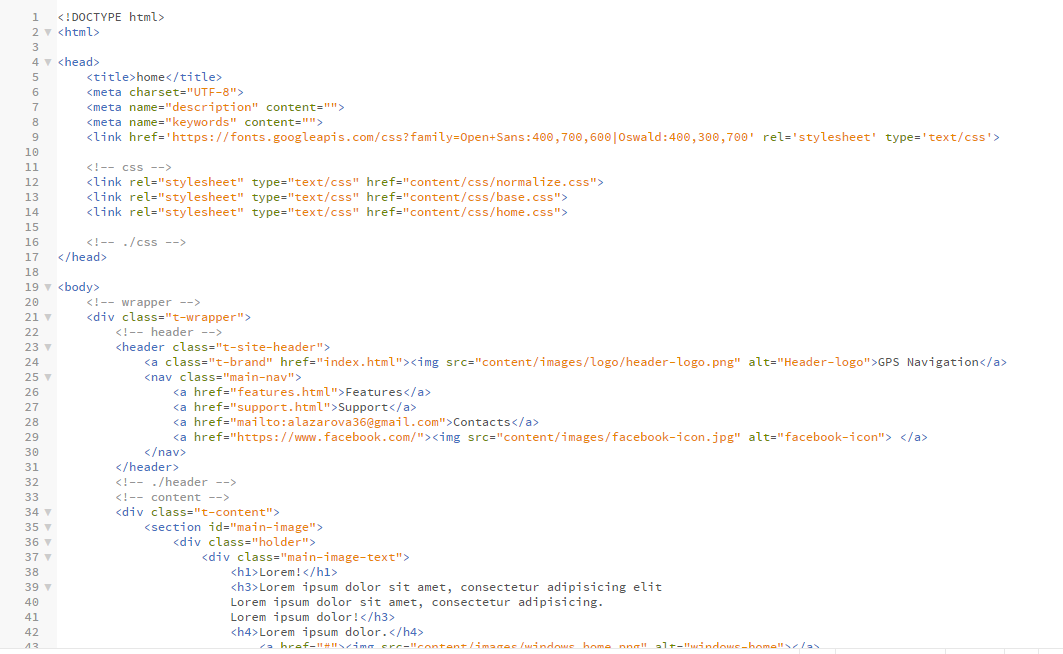 1 <!DOCTYPE html>
2 <html>
3
4 <head>
5     <title>home</title>
6     <meta charset="UTF-8">
7     <meta name="description" content="">
8     <meta name="keywords" content="">
9     <link href='https://fonts.googleapis.com/css?family=Open+Sans:400,700,600|Oswald:400,300,700' rel='stylesheet' type='text/css'>
10
11     <!-- css -->
12     <link rel="stylesheet" type="text/css" href="content/css/normalize.css">
13     <link rel="stylesheet" type="text/css" href="content/css/base.css">
14     <link rel="stylesheet" type="text/css" href="content/css/home.css">
15
16     <!-- ./css -->
17 </head>
18
19 <body>
20     <!-- wrapper -->
21     <div class="t-wrapper">
22         <!-- header -->
23         <header class="t-site-header">
24             <a class="t-brand" href="index.html"><img src="content/images/logo/header-logo.png" alt="Header-logo">GPS Navigation</a>
25             <nav class="main-nav">
26                 <a href="features.html">Features</a>
27                 <a href="support.html">Support</a>
28                 <a href="mailto:alazarova36@gmail.com">Contacts</a>
29                 <a href="https://www.facebook.com/"><img src="content/images/facebook-icon.jpg" alt="facebook-icon"> </a>
30             </nav>
31         </header>
32         <!-- ./header -->
33         <!-- content -->
34         <div class="t-content">
35             <section id="main-image">
36                 <div class="holder">
37                     <div class="main-image-text">
38                         <h1>Lorem!</h1>
39                         <h3>Lorem ipsum dolor sit amet, consectetur adipisicing elit
40                         Lorem ipsum dolor sit amet, consectetur adipisicing.
41                         Lorem ipsum dolor!</h3>
42                         <h4>Lorem ipsum dolor.</h4>
43                             <a href="#"><img src="content/images/windows-home.png" alt="windows-home"></a>